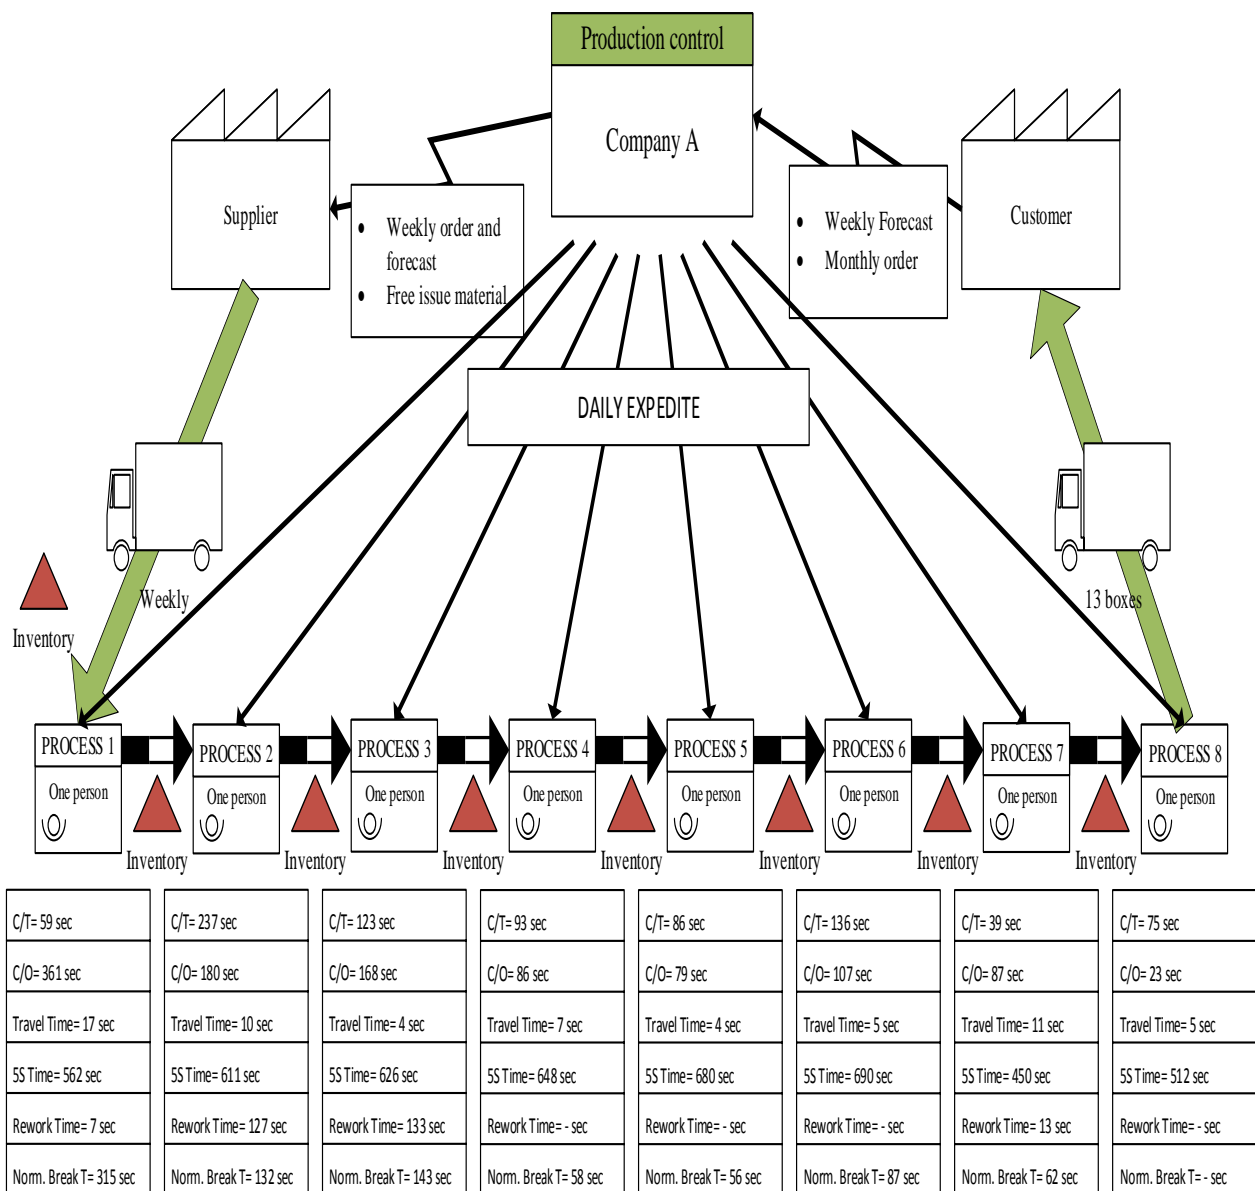 Production control
Company A
Supplier
• Weekly order and
forecast
• Free issue material
• Weekly Forecast
• Monthly order
Customer
DAILY EXPEDITE
Weekly
13 boxes
Inventory
PROCESS 1
PROCESS 2
PROCESS 3
PROCESS 4
PROCESS 5
PROCESS 6
PROCESS 7
PROCESS 8
One person
One person
One person
One person
One person
One person
One person
One person
Inventory
Inventory
Inventory
Inventory
Inventory
Inventory
Inventory
C/T= 59 sec
C/O= 361 sec
Travel Time= 17 sec
5S Time= 562 sec
Rework Time= 7 sec
Norm. Break T= 315 sec
C/T= 237 sec
C/O= 180 sec
Travel Time= 10 sec
5S Time= 611 sec
Rework Time= 127 sec
Norm. Break T= 132 sec
C/T= 123 sec
C/O= 168 sec
Travel Time= 4 sec
5S Time= 626 sec
Rework Time= 133 sec
Norm. Break T= 143 sec
C/T= 93 sec
C/O= 86 sec
Travel Time= 7 sec
5S Time= 648 sec
Rework Time= - sec
Norm. Break T= 58 sec
C/T= 86 sec
C/O= 79 sec
Travel Time= 4 sec
5S Time= 680 sec
Rework Time= - sec
Norm. Break T= 56 sec
C/T= 136 sec
C/O= 107 sec
Travel Time= 5 sec
5S Time= 690 sec
Rework Time= - sec
Norm. Break T= 87 sec
C/T= 39 sec
C/O= 87 sec
Travel Time= 11 sec
5S Time= 450 sec
Rework Time= 13 sec
Norm. Break T= 62 sec
C/T= 75 sec
C/O= 23 sec
Travel Time= 5 sec
5S Time= 512 sec
Rework Time= - sec
Norm. Break T= - sec